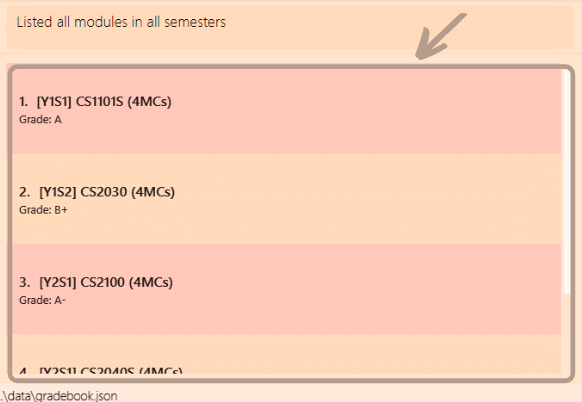 Listed all modules in all semesters
1. [Y1S1] CS1101S (4MCs)
Grade: A
2. [Y1S2] CS2030 (4MCs)
Grade: B+
3. [Y2S1] CS2100 (4MCs)
Grade: A-
4. [Y2S1] CS2040S (4MCs)
.\data\gradebook.json